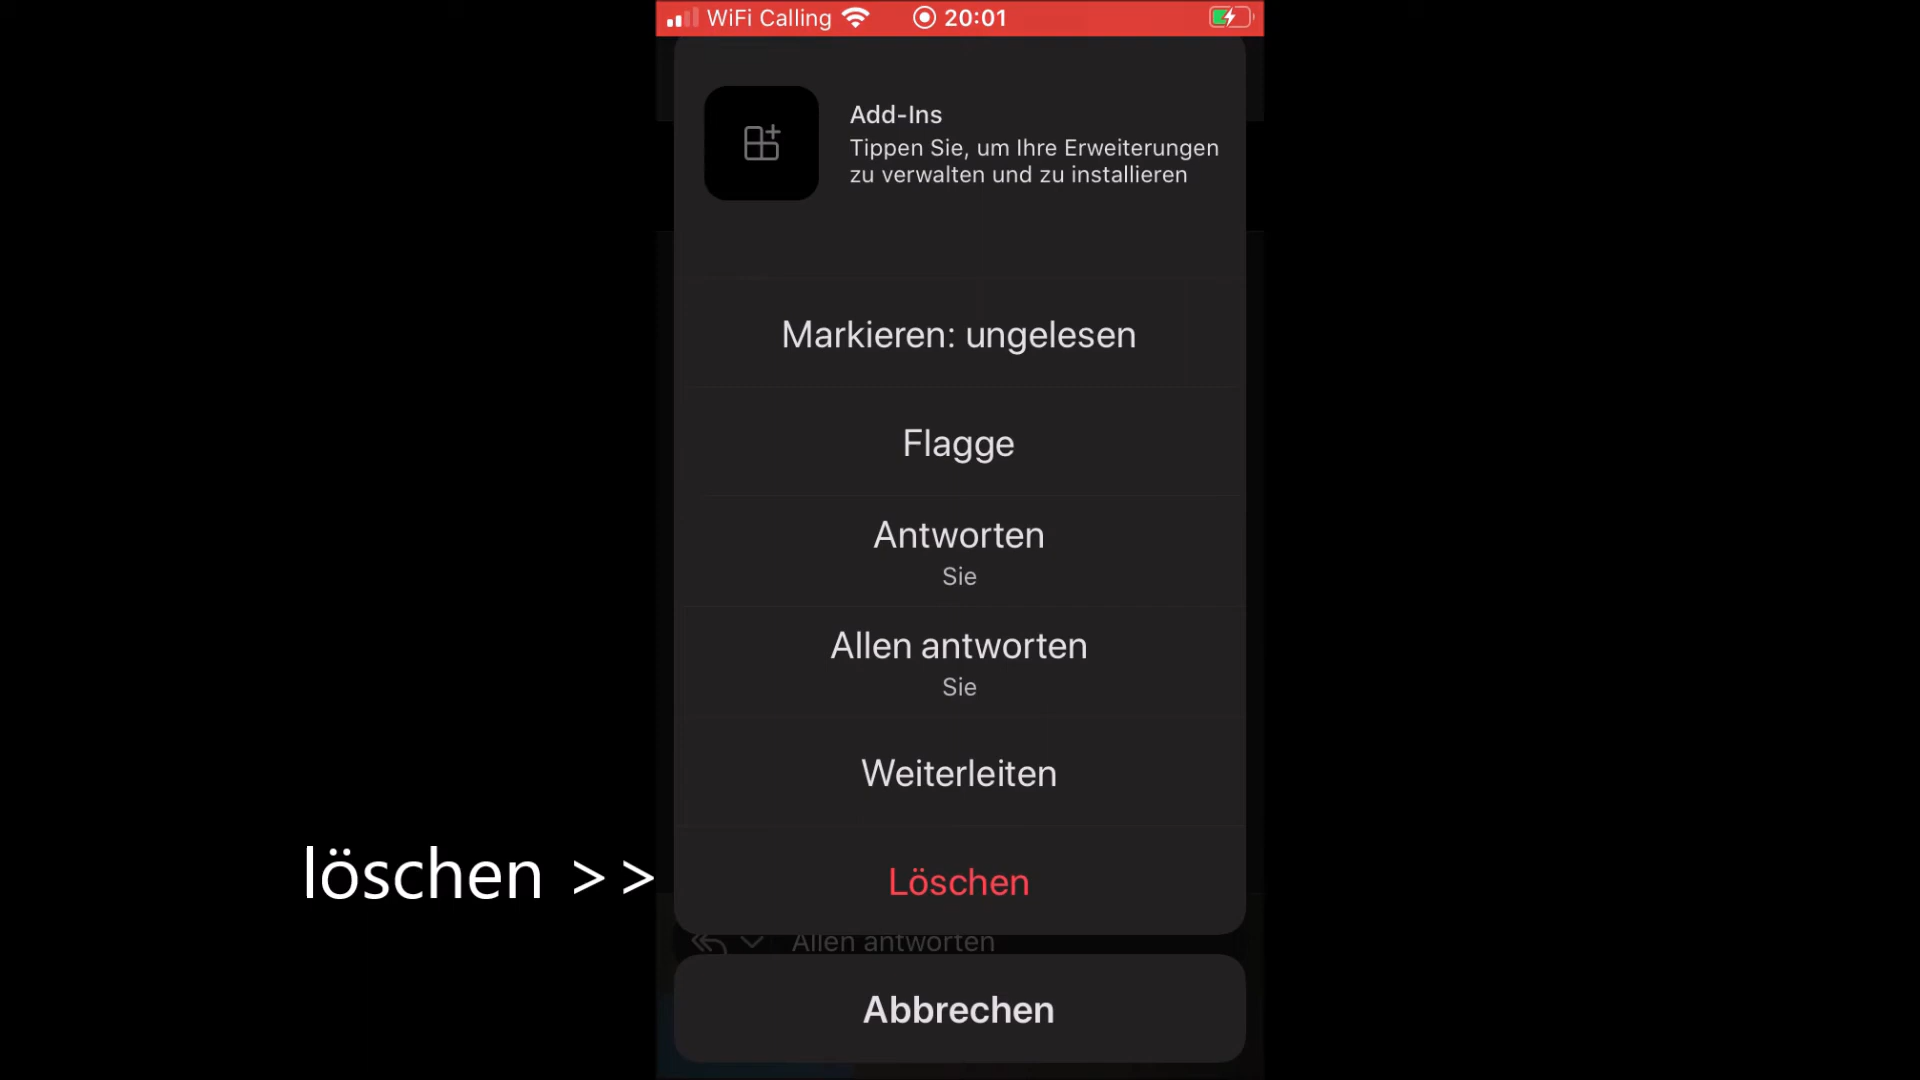 WiFi Calling 20:01
Add-Ins
Tippen Sie, um Ihre Erweiterungen
zu verwalten und zu installieren
Markieren: ungelesen
Flagge
Antworten
Sie
Allen antworten
Sie
Weiterleiten
löschen >>
Löschen
Allen antworten
Abbrechen